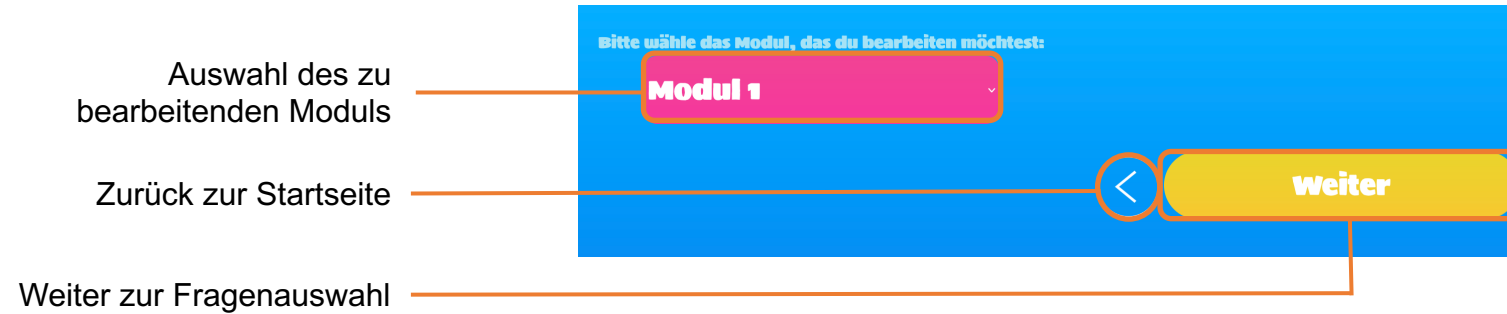 Bitte wähle das Modul, das du bearbeiten möchtest:
Auswahl des zu
bearbeitenden Moduls
Modul 1
Zurück zur Startseite
Weiter
Weiter zur Fragenauswahl